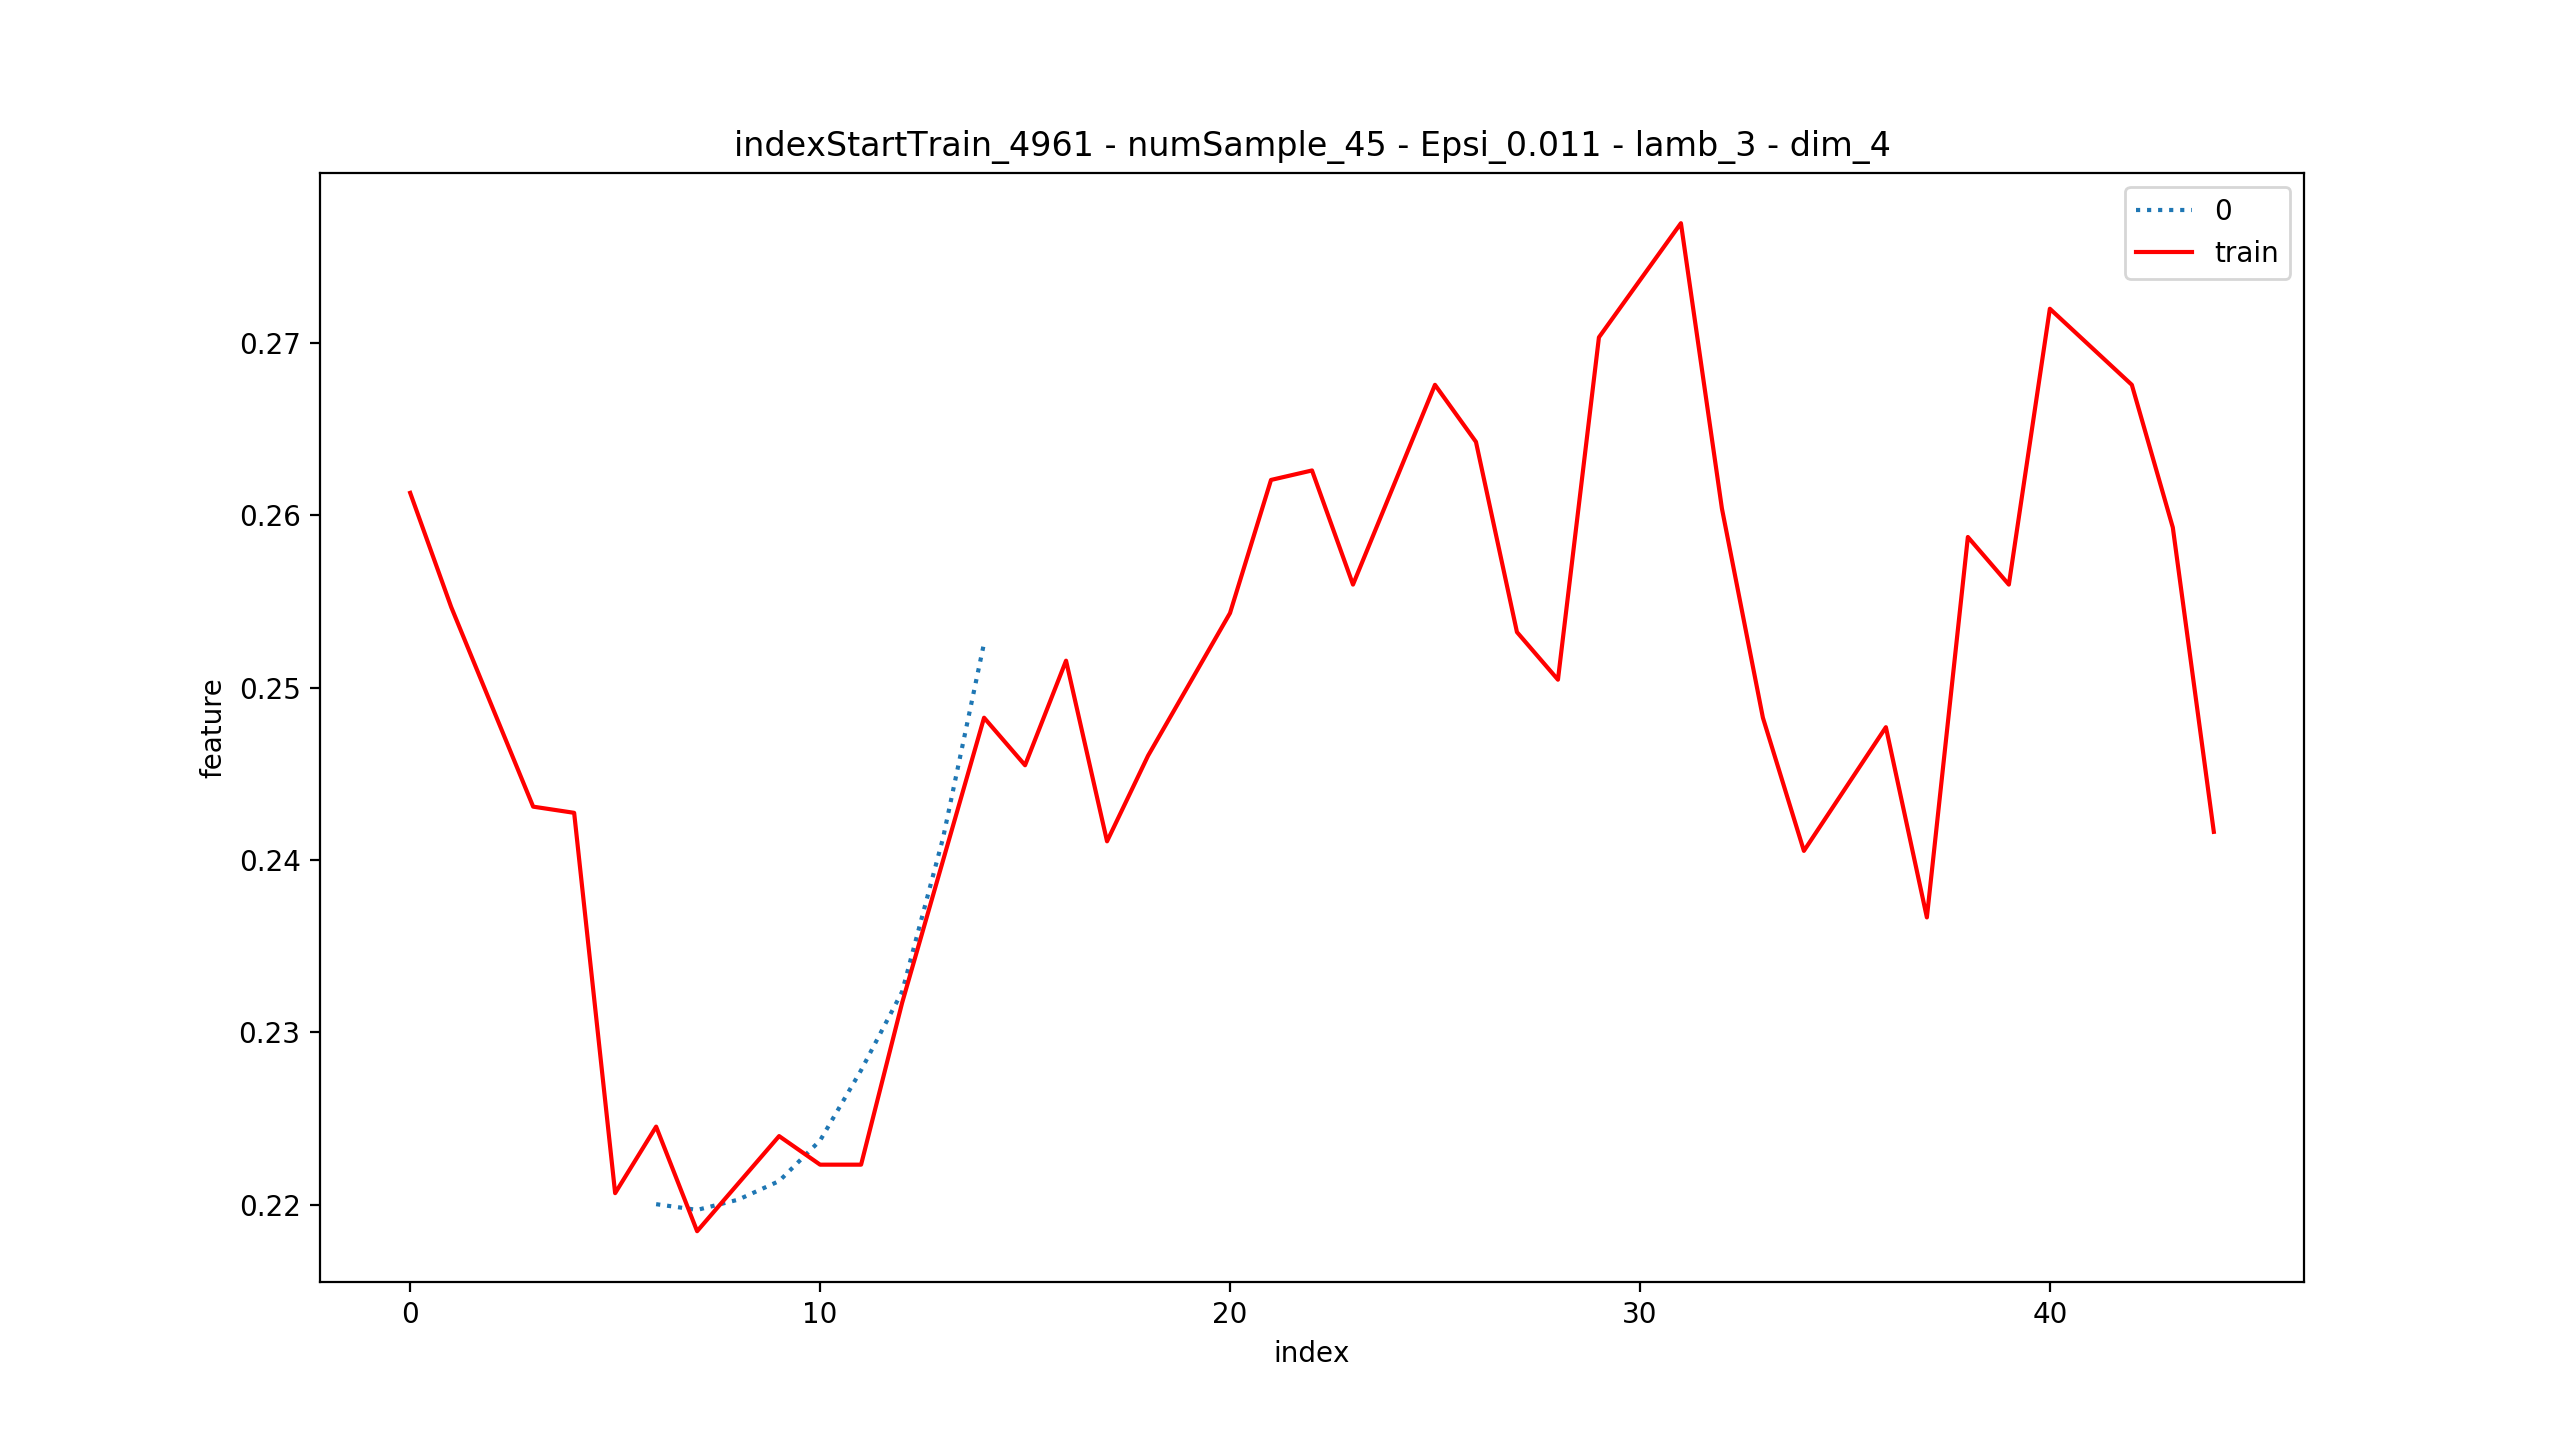 indexStartTrain_4961 - numSample_45 - Epsi_0.011 - lamb_3 - dim_4
0
train
0.27
0.26
0.25
0.24
0.23
0.22
feature
0 10 20 30 40
index